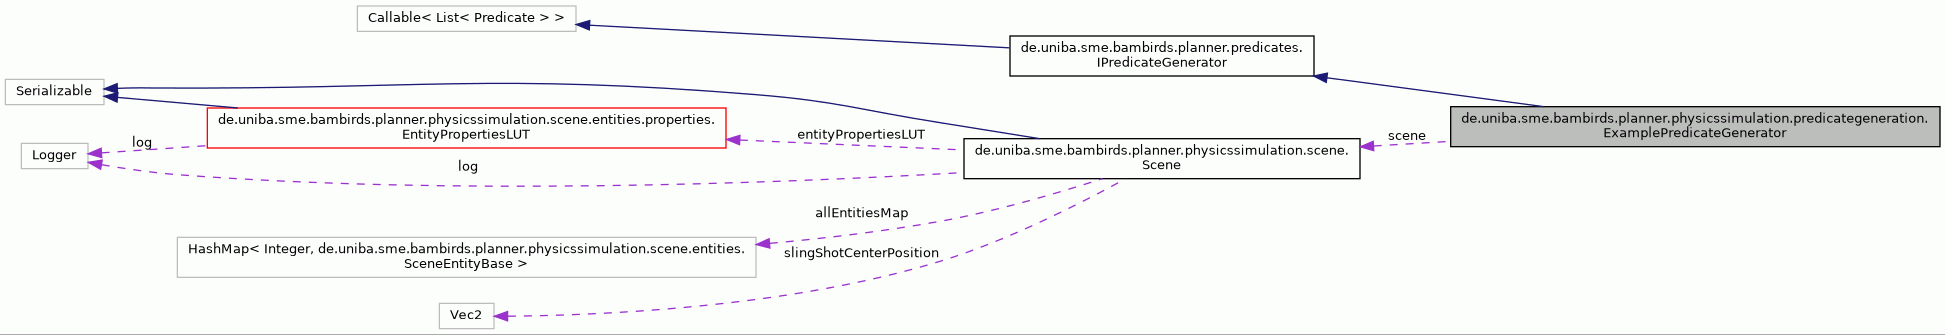 Callable< List< Predicate > >
de.uniba.sme.bambirds.planner.predicates.
IPredicateGenerator
Serializable
de.uniba.sme.bambirds.planner.physicssimulation.scene.entities.properties.
EntityPropertiesLUT
de.uniba.sme.bambirds.planner.physicssimulation.predicategeneration.
ExamplePredicateGenerator
entityPropertiesLUT
scene
log
Logger
de.uniba.sme.bambirds.planner.physicssimulation.scene.
Scene
log
allEntitiesMap
HashMap< Integer, de.uniba.sme.bambirds.planner.physicssimulation.scene.entities.
SceneEntityBase >
slingShotCenterPosition
Vec2